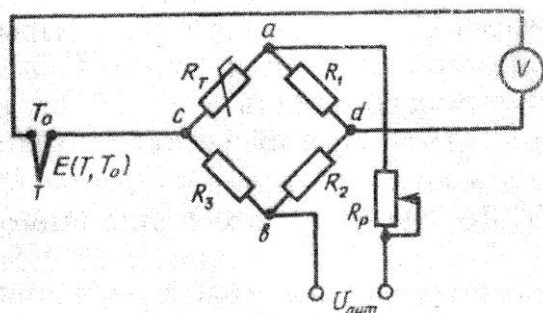 a
R_T
R_1
V
T_0
c
d
E(T, T_0)
T
R_3
R_2
R_p
в
U_пит